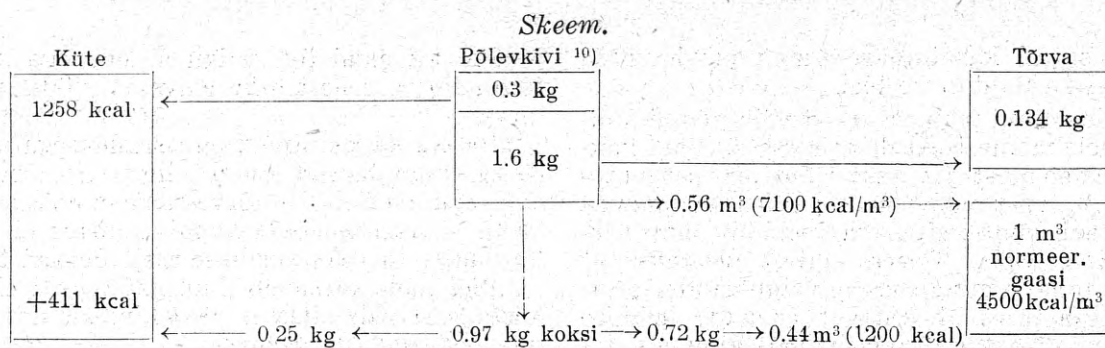 Skeem.
Küte Põlevkivi ¹⁰) Tõrva
0.3 kg
1258 kcal
0.134 kg
1.6 kg
0.56 m³ (7100 kcal/m³)
1 m³
normeer.
gaasi
4500 kcal/m³
+411 kcal
0.25 kg 0.97 kg koksi 0.72 kg 0.44 m³ (1200 kcal)